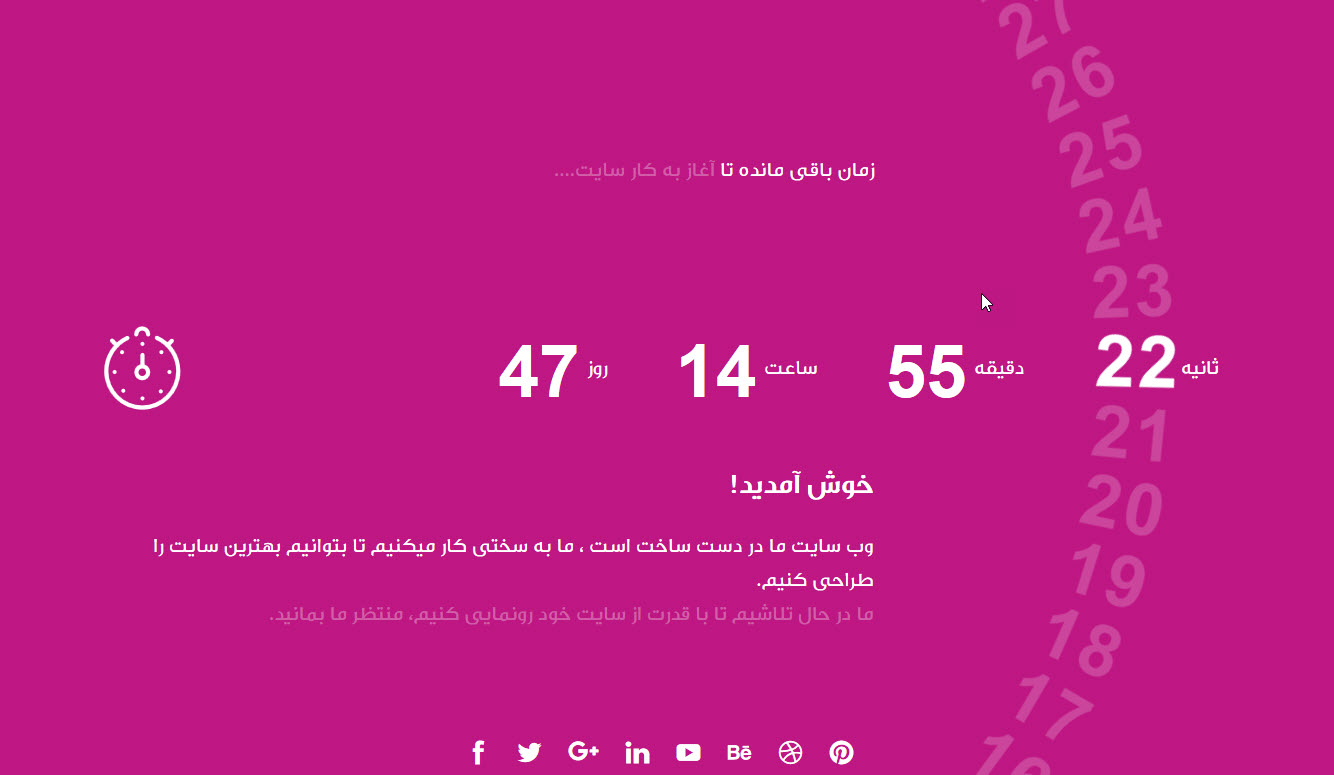 27
26
25
زمان باقی مانده تا آغاز به کار سایت....
24
23
ثانیه 22 دقیقه 55 ساعت 14 روز 47
21
خوش آمدید!
20
وب سایت ما در دست ساخت است ، ما به سختی کار میکنیم تا بتوانیم بهترین سایت را
طراحی کنیم.
19
ما در حال تلاشیم تا با قدرت از سایت خود رونمایی کنیم، منتظر ما بمانید.
18
17
16
f G+ in Bē